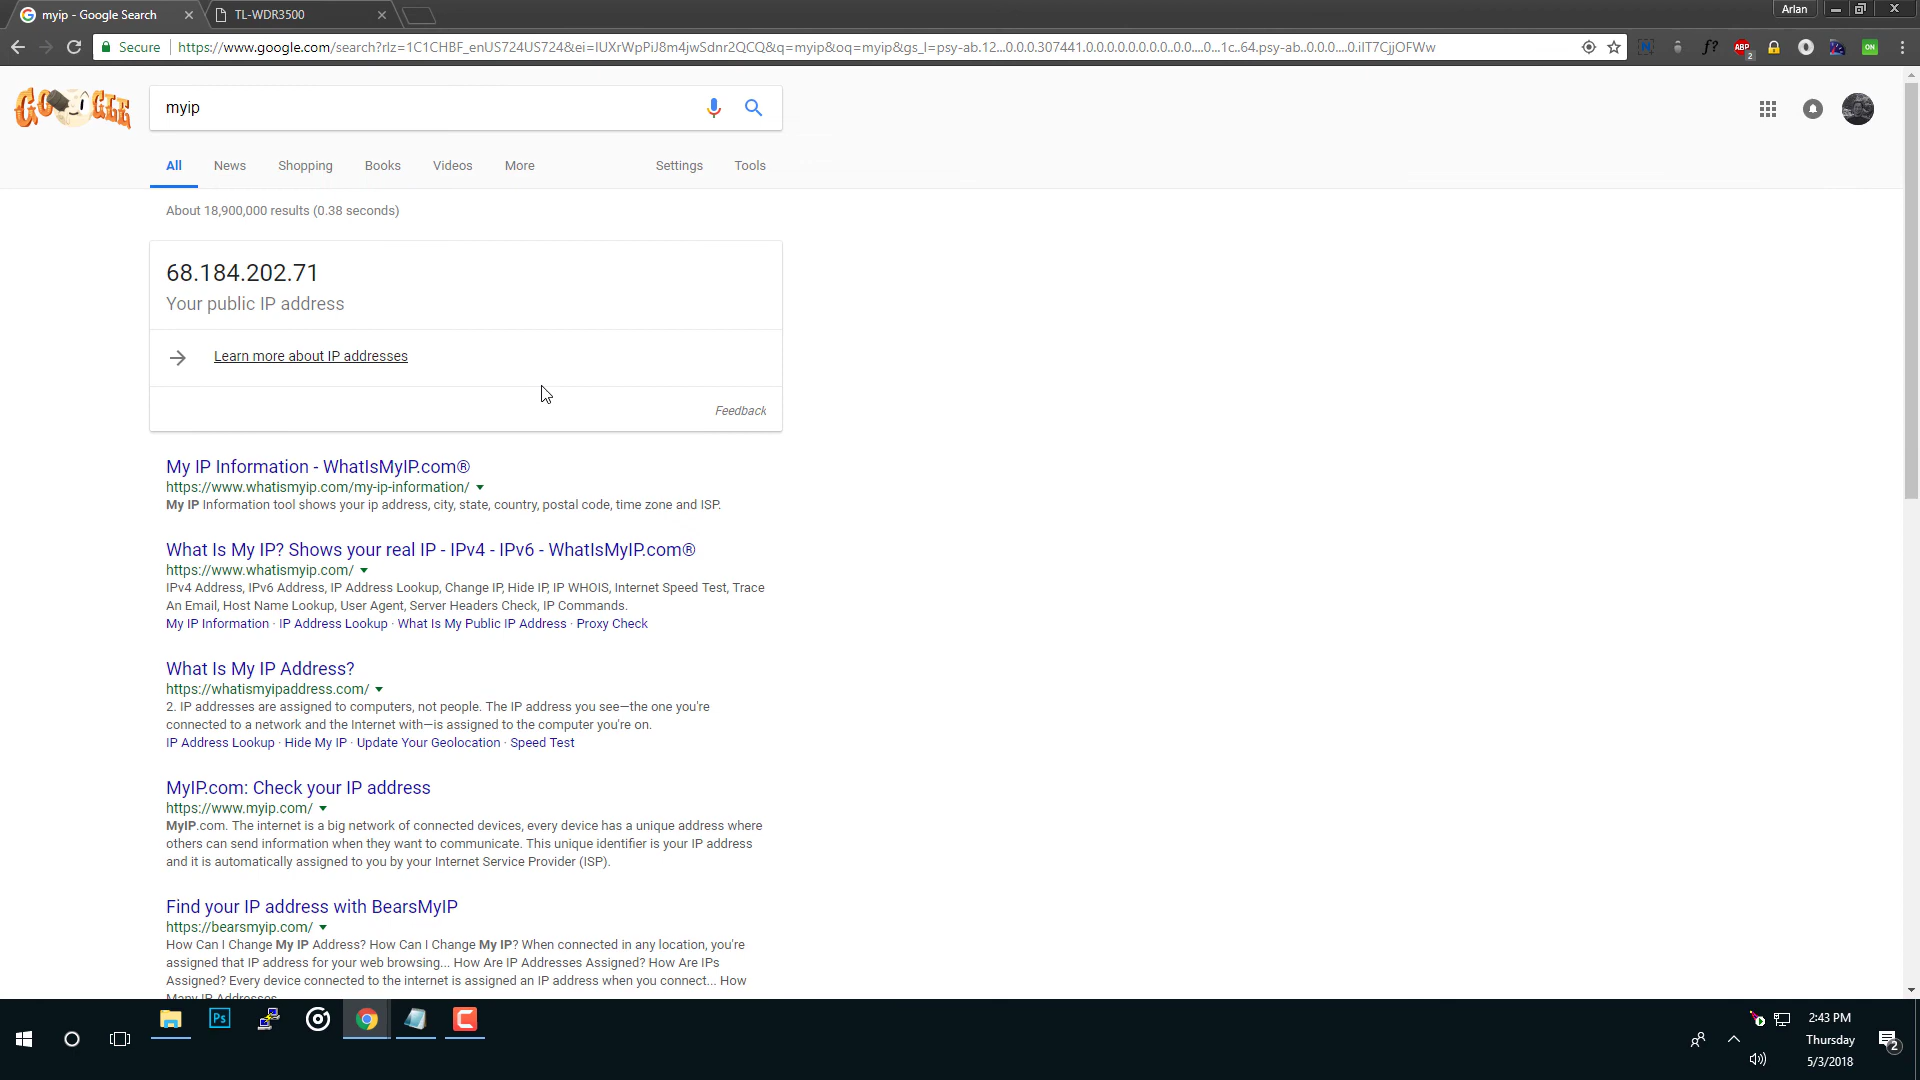 myip - Google Search
TL-WDR3500
Arlan
Secure
https://www.google.com/search?rlz=1C1CHBF_enUS724US724&ei=IUXrWpPiJ8m4jwSdnr2QCQ&q=myip&oq=myip&gs_l=psy-ab.12...0.0.0.307441.0.0.0.0.0.0.0.0.0..0.0....0...1c..64.psy-ab..0.0.0....0.iIT7CjjOFWw
f?
ABP
2
ON
GOOGLE
myip
All
News
Shopping
Books
Videos
More
Settings
Tools
About 18,900,000 results (0.38 seconds)
68.184.202.71
Your public IP address
Learn more about IP addresses
Feedback
My IP Information - WhatIsMyIP.com®
https://www.whatismyip.com/my-ip-information/
My IP Information tool shows your ip address, city, state, country, postal code, time zone and ISP.
What Is My IP? Shows your real IP - IPv4 - IPv6 - WhatIsMyIP.com®
https://www.whatismyip.com/
IPv4 Address, IPv6 Address, IP Address Lookup, Change IP, Hide IP, IP WHOIS, Internet Speed Test, Trace
An Email, Host Name Lookup, User Agent, Server Headers Check, IP Commands.
My IP Information · IP Address Lookup · What Is My Public IP Address · Proxy Check
What Is My IP Address?
https://whatismyipaddress.com/
2. IP addresses are assigned to computers, not people. The IP address you see—the one you're
connected to a network and the Internet with—is assigned to the computer you're on.
IP Address Lookup · Hide My IP · Update Your Geolocation · Speed Test
MyIP.com: Check your IP address
https://www.myip.com/
MyIP.com. The internet is a big network of connected devices, every device has a unique address where
others can send information when they want to communicate. This unique identifier is your IP address
and it is automatically assigned to you by your Internet Service Provider (ISP).
Find your IP address with BearsMyIP
https://bearsmyip.com/
How Can I Change My IP Address? How Can I Change My IP? When connected in any location, you're
assigned that IP address for your web browsing... How Are IP Addresses Assigned? How Are IPs
Assigned? Every device connected to the internet is assigned an IP address when you connect... How
Many IP Addresses
Ps
2:43 PM
Thursday
5/3/2018
2